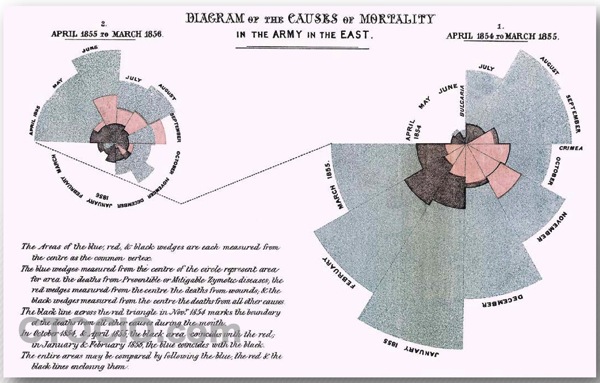 DIAGRAM OF THE CAUSES OF MORTALITY
IN THE ARMY IN THE EAST.
2.
APRIL 1855 TO MARCH 1856.
1.
APRIL 1854 TO MARCH 1855.
APRIL 1855
MAY
JUNE
JULY
AUGUST
SEPTEMBER
OCTOBER
NOVEMBER
DECEMBER
1856
JANUARY
FEBRUARY
MARCH
APRIL 1854
MAY
JUNE
BULGARIA
JULY
AUGUST
SEPTEMBER
CRIMEA
OCTOBER
NOVEMBER
DECEMBER
JANUARY 1855
FEBRUARY
MARCH 1855.
The Areas of the blue, red, & black wedges are each measured from
the centre as the common vertex.
The blue wedges measured from the centre of the circle represent area
for area the deaths from Preventible or Mitigable Zymotic diseases, the
red wedges measured from the centre the deaths from wounds, & the
black wedges measured from the centre the deaths from all other causes
The black line across the red triangle in Novr. 1854 marks the boundary
of the deaths from all other causes during the month.
In October 1854, & April 1855, the black area coincides with the red;
in January & February 1856, the blue coincides with the black.
The entire areas may be compared by following the blue, the red & the
black lines enclosing them.
CTOCIO.com